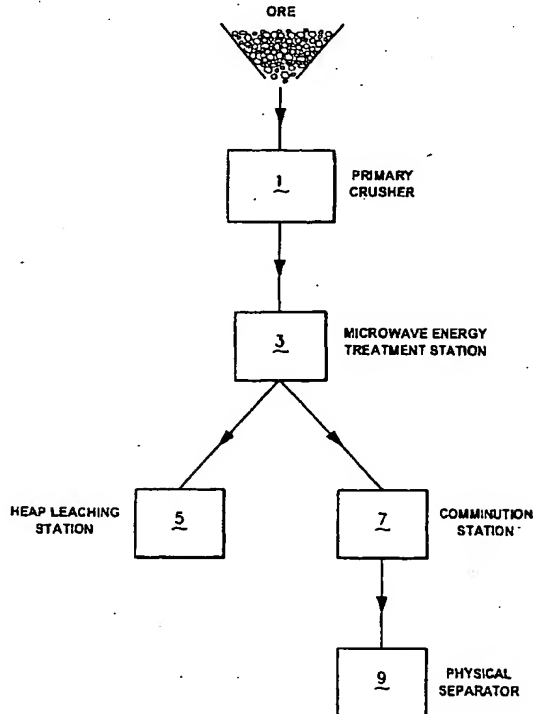 ORE
1
PRIMARY
CRUSHER
3
MICROWAVE ENERGY
TREATMENT STATION
HEAP LEACHING
STATION
5
7
COMMINUTION
STATION
9
PHYSICAL
SEPARATOR